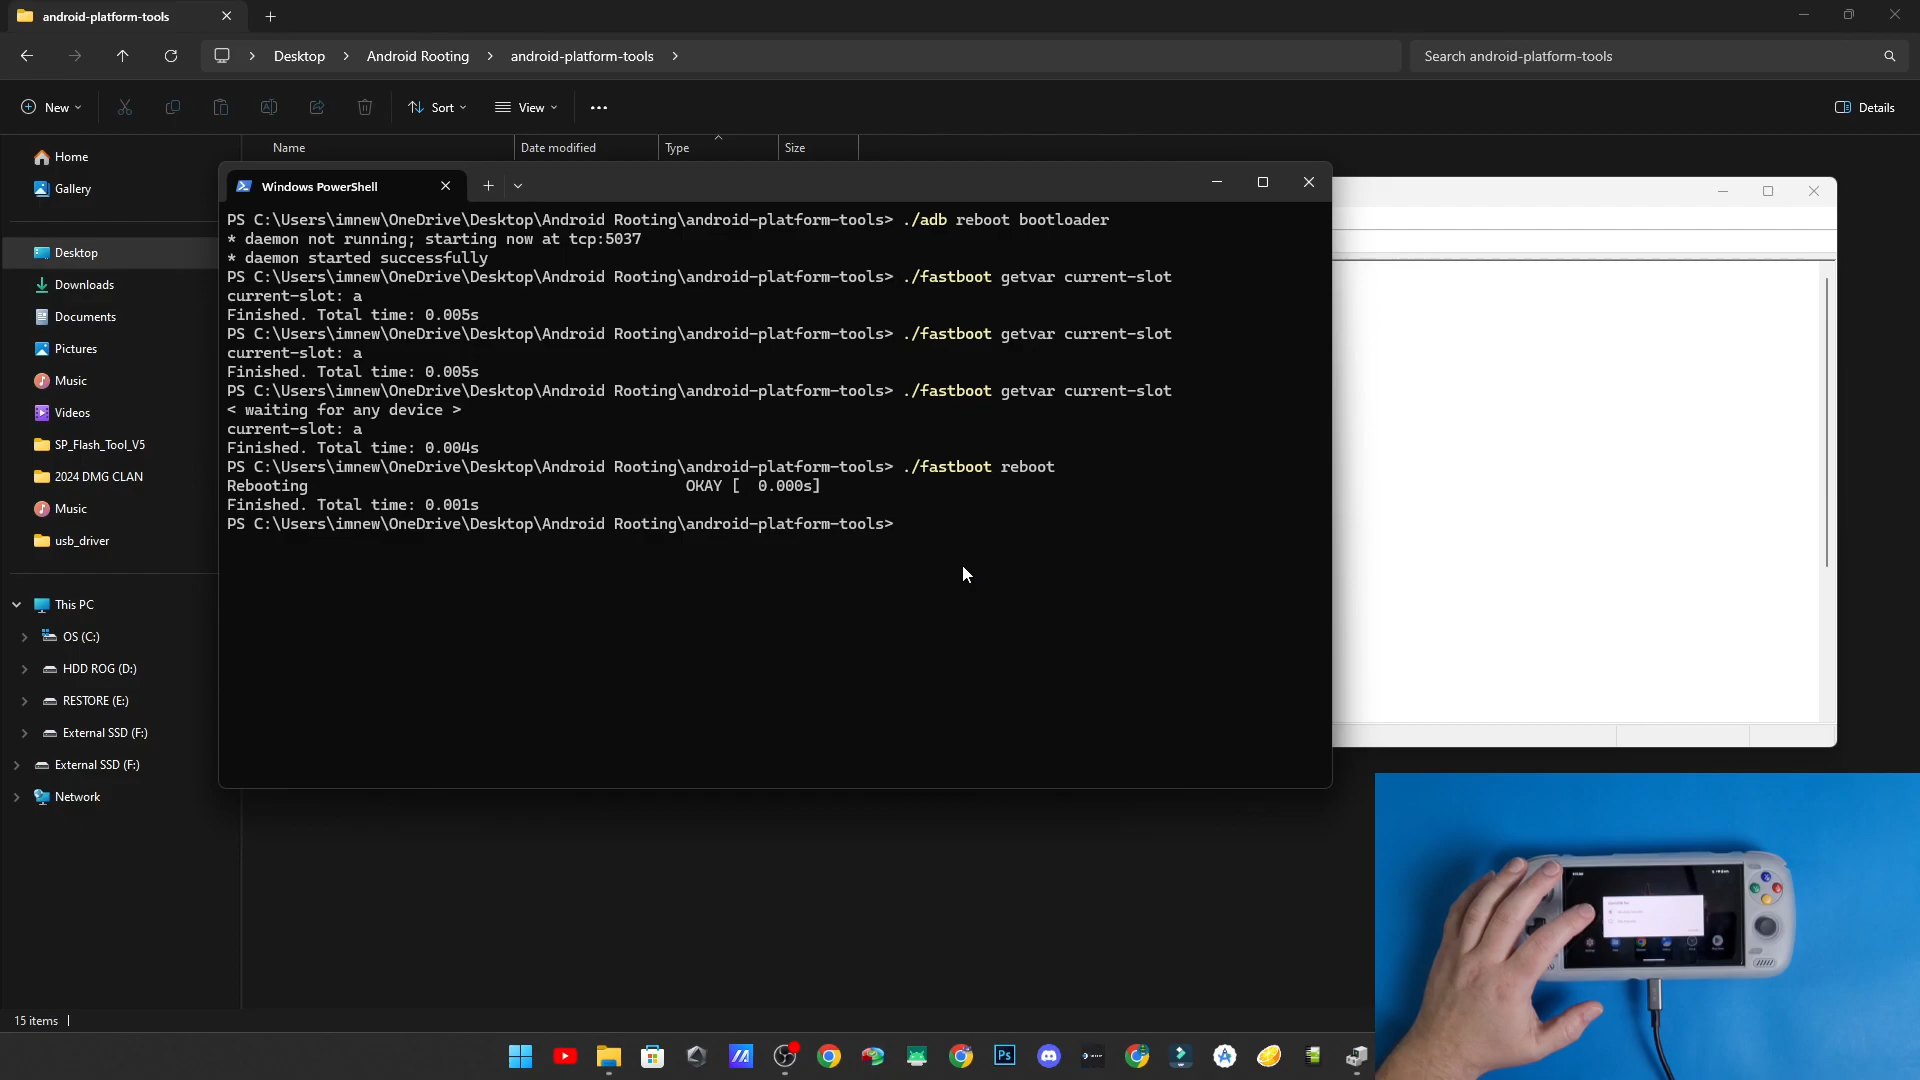 android-platform-tools
Desktop
Android Rooting
android-platform-tools
Search android-platform-tools
New
Sort
View
Details
Name
Date modified
Type
Size
Home
Gallery
Desktop
Downloads
Documents
Pictures
Music
Videos
SP_Flash_Tool_V5
2024 DMG CLAN
Music
usb_driver
This PC
OS (C:)
HDD ROG (D:)
RESTORE (E:)
External SSD (F:)
External SSD (F:)
Network
Windows PowerShell
PS C:\Users\imnew\OneDrive\Desktop\Android Rooting\android-platform-tools> ./adb reboot bootloader
* daemon not running; starting now at tcp:5037
* daemon started successfully
PS C:\Users\imnew\OneDrive\Desktop\Android Rooting\android-platform-tools> ./fastboot getvar current-slot
current-slot: a
Finished. Total time: 0.005s
PS C:\Users\imnew\OneDrive\Desktop\Android Rooting\android-platform-tools> ./fastboot getvar current-slot
current-slot: a
Finished. Total time: 0.005s
PS C:\Users\imnew\OneDrive\Desktop\Android Rooting\android-platform-tools> ./fastboot getvar current-slot
< waiting for any device >
current-slot: a
Finished. Total time: 0.004s
PS C:\Users\imnew\OneDrive\Desktop\Android Rooting\android-platform-tools> ./fastboot reboot
Rebooting OKAY [ 0.000s]
Finished. Total time: 0.001s
PS C:\Users\imnew\OneDrive\Desktop\Android Rooting\android-platform-tools>
15 items
Ps